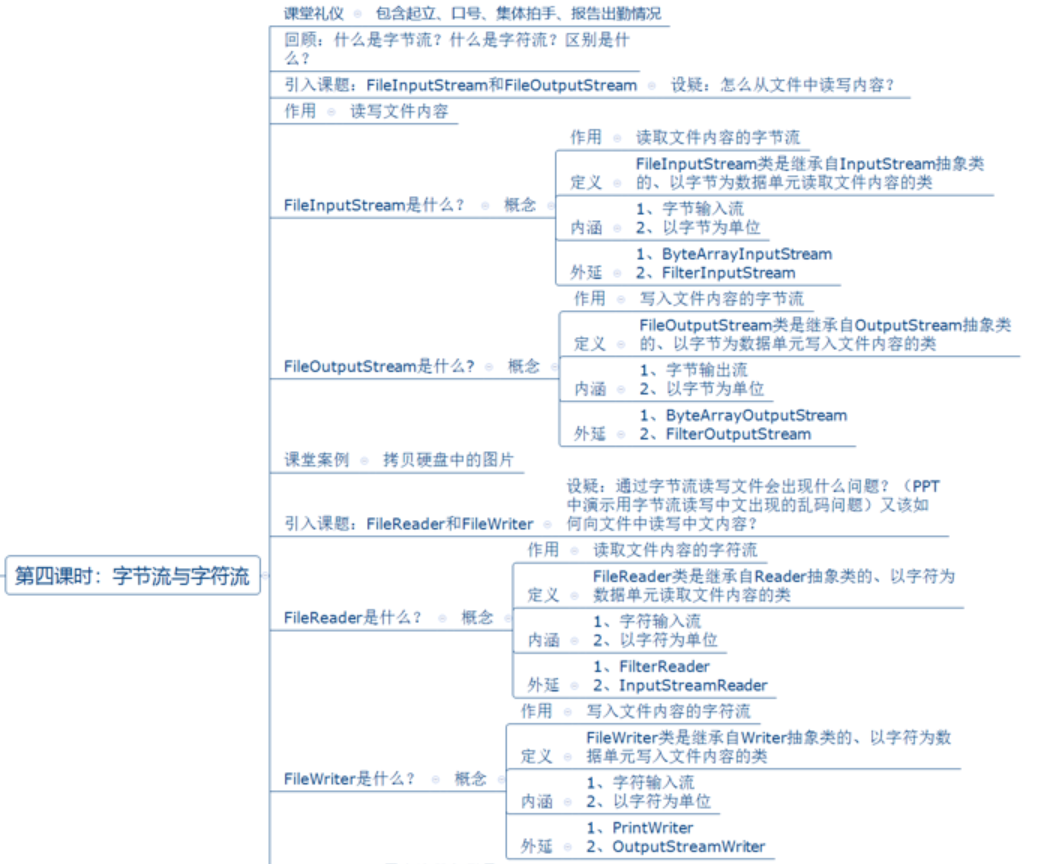 课堂礼仪 包含起立、口号、集体拍手、报告出勤情况
回顾：什么是字节流？什么是字符流？区别是什
么？
引入课题：FileInputStream和FileOutputStream 设疑：怎么从文件中读写内容？
作用 读写文件内容
FileInputStream是什么？ 概念
作用 读取文件内容的字节流
定义 FileInputStream类是继承自InputStream抽象类
的、以字节为数据单元读取文件内容的类
内涵 1、字节输入流
2、以字节为单位
外延 1、ByteArrayInputStream
2、FilterInputStream
FileOutputStream是什么？ 概念
作用 写入文件内容的字节流
定义 FileOutputStream类是继承自OutputStream抽象类
的、以字节为数据单元写入文件内容的类
内涵 1、字节输出流
2、以字节为单位
外延 1、ByteArrayOutputStream
2、FilterOutputStream
课堂案例 拷贝硬盘中的图片
引入课题：FileReader和FileWriter 设疑：通过字节流读写文件会出现什么问题？（PPT
中演示用字节流读写中文出现的乱码问题）又该如
何向文件中读写中文内容？
第四课时：字节流与字符流
FileReader是什么？ 概念
作用 读取文件内容的字符流
定义 FileReader类是继承自Reader抽象类的、以字符为
数据单元读取文件内容的类
内涵 1、字符输入流
2、以字符为单位
外延 1、FilterReader
2、InputStreamReader
FileWriter是什么？ 概念
作用 写入文件内容的字符流
定义 FileWriter类是继承自Writer抽象类的、以字符为数
据单元写入文件内容的类
内涵 1、字符输入流
2、以字符为单位
外延 1、PrintWriter
2、OutputStreamWriter